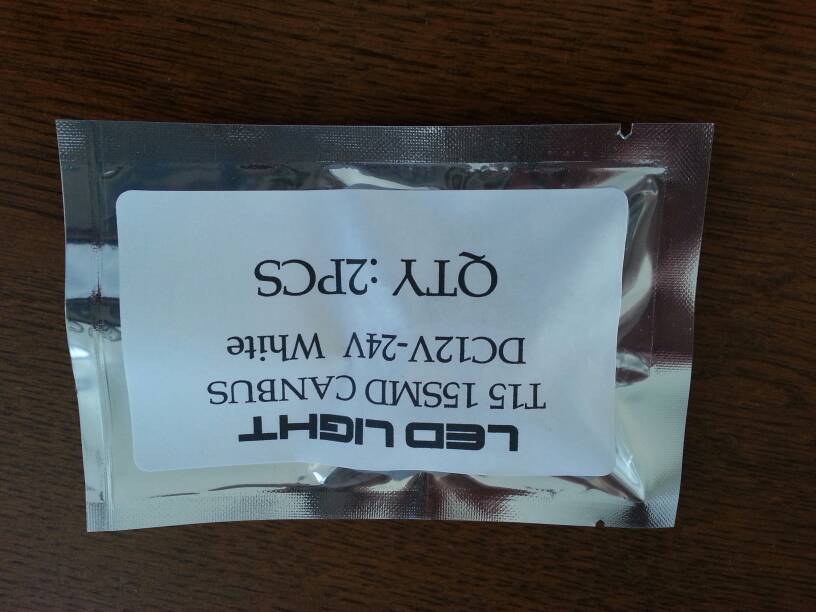 LED LIGHT
T15 15SMD CANBUS
DC12V-24V White
QTY :2PCS